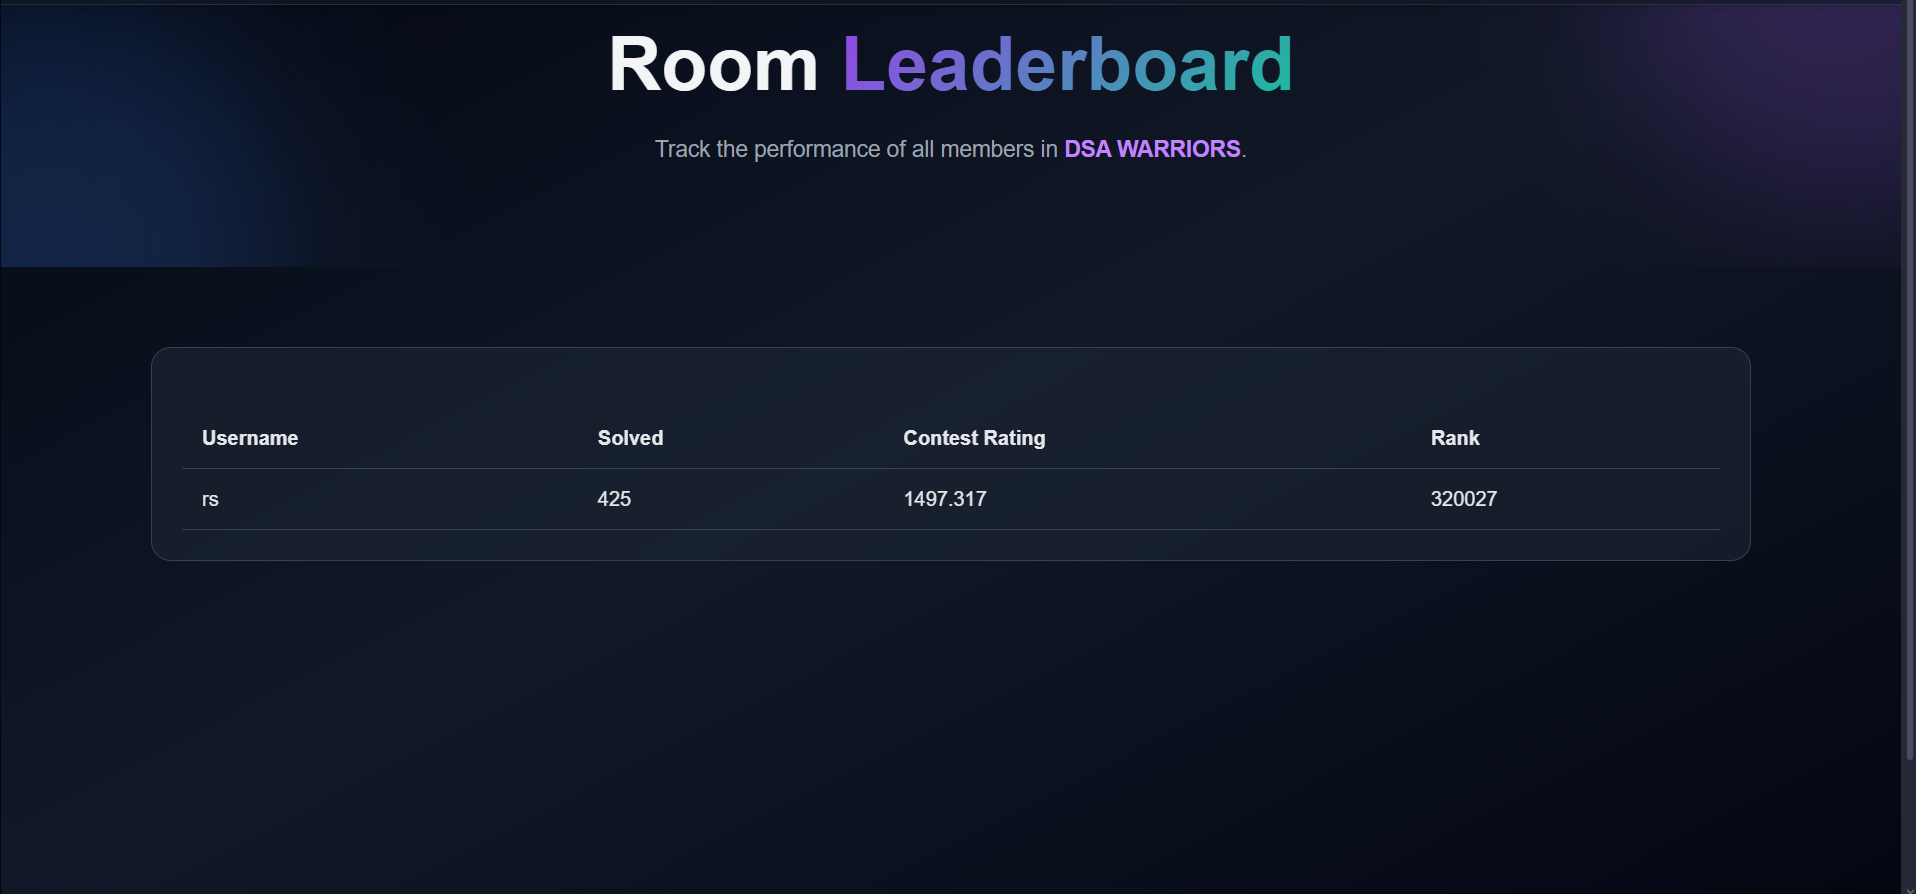 Room Leaderboard
Track the performance of all members in DSA WARRIORS.
Username Solved Contest Rating Rank
rs 425 1497.317 320027